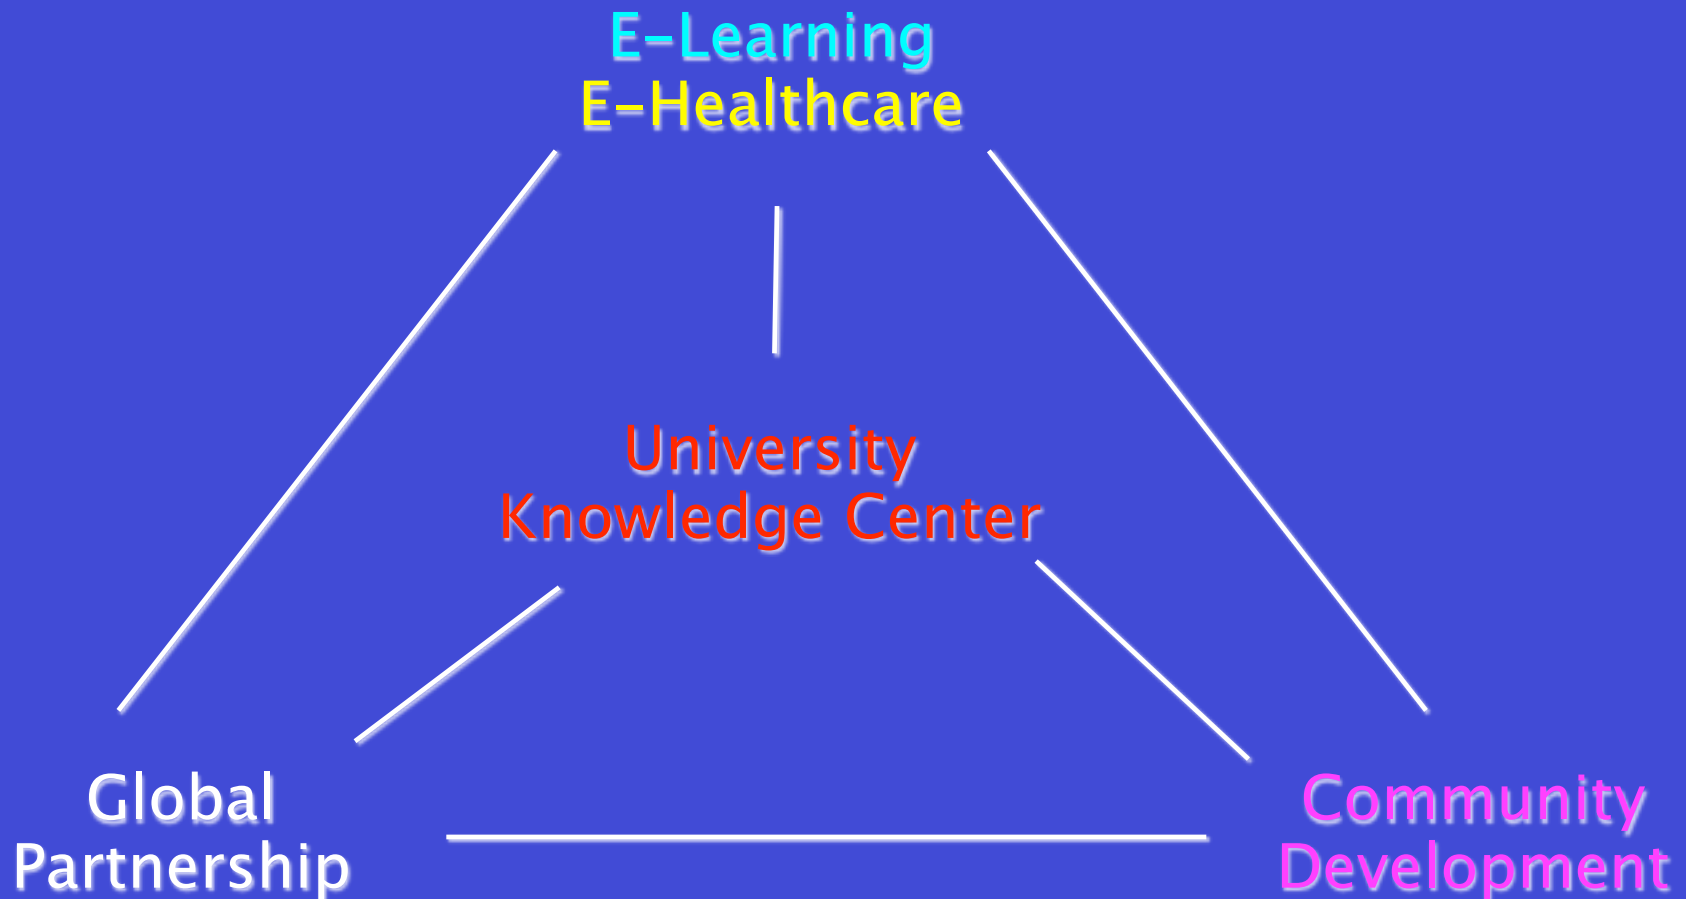 E-Learning
E-Healthcare
University
Knowledge Center
Global
Partnership
Community
Development